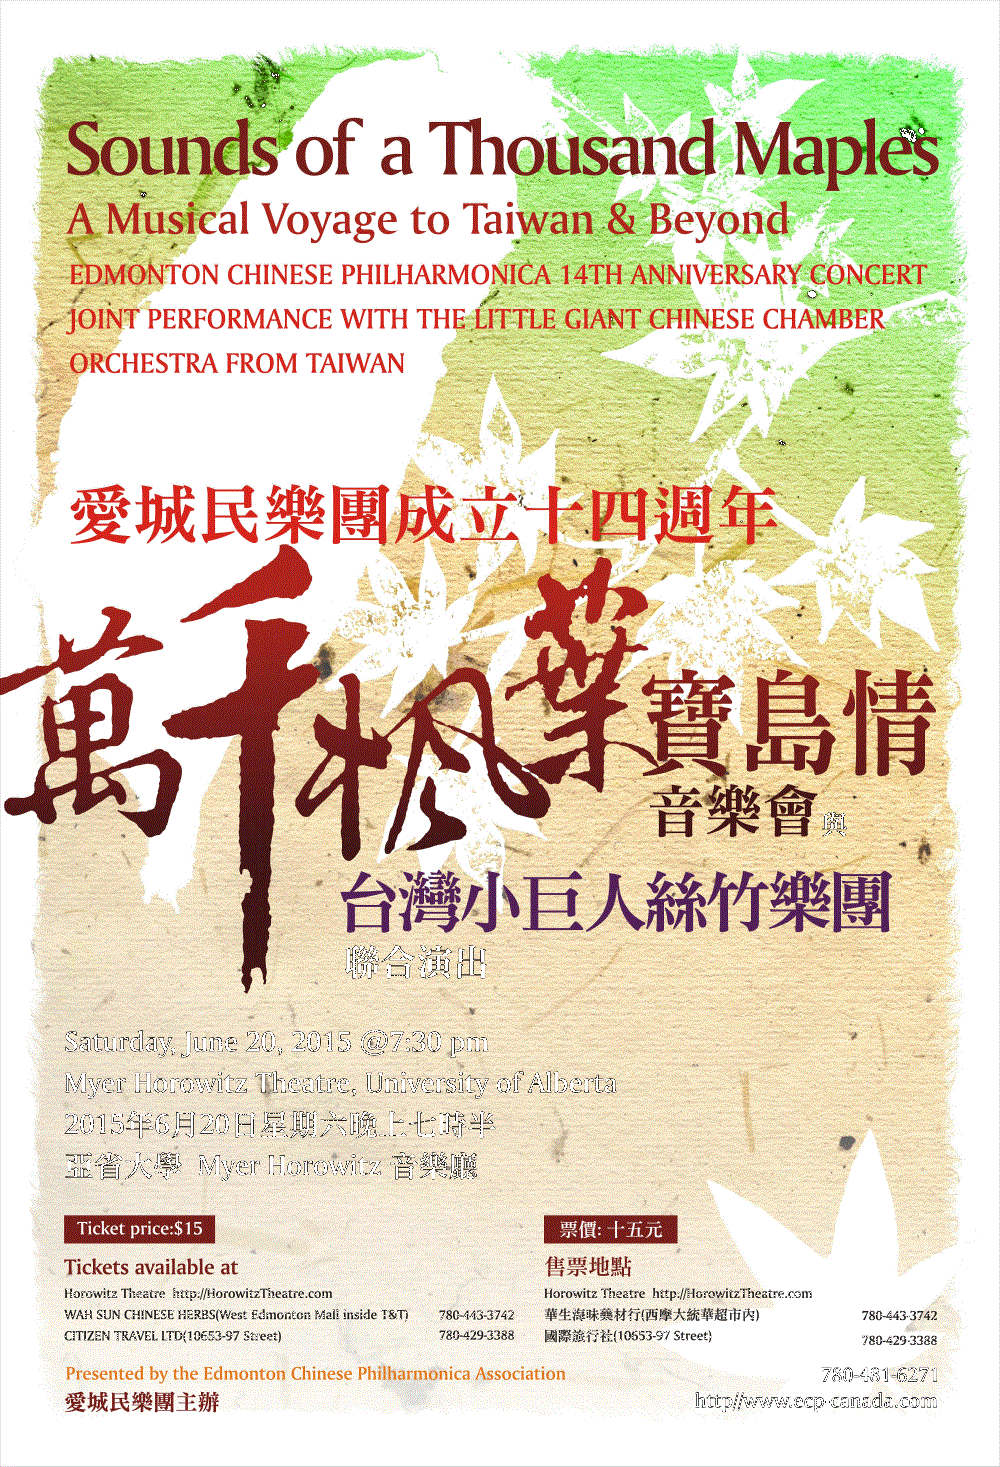 Sounds of a Thousand Maples
A Musical Voyage to Taiwan & Beyond
EDMONTON CHINESE PHILHARMONICA 14TH ANNIVERSARY CONCERT
JOINT PERFORMANCE WITH THE LITTLE GIANT CHINESE CHAMBER
ORCHESTRA FROM TAIWAN
愛城民樂團成立十四週年
萬千楓葉寶島情
音樂會與
台灣小巨人絲竹樂團
聯合演出
Saturday, June 20, 2015 @7:30 pm
Myer Horowitz Theatre, University of Alberta
2015年6月20日星期六晚上七時半
亞省大學 Myer Horowitz 音樂廳
Ticket price:$15
Tickets available at
Horowitz Theatre http://HorowitzTheatre.com
WAH SUN CHINESE HERBS(West Edmonton Mall inside T&T) 780-443-3742
CITIZEN TRAVEL LTD(10653-97 Street) 780-429-3388
票價: 十五元
售票地點
Horowitz Theatre http://HorowitzTheatre.com
華生海味藥材行(西摩大統華超市內) 780-443-3742
國際旅行社(10653-97 Street) 780-429-3388
Presented by the Edmonton Chinese Philharmonica Association
愛城民樂團主辦
780-481-6271
http//www.ecp-canada.com